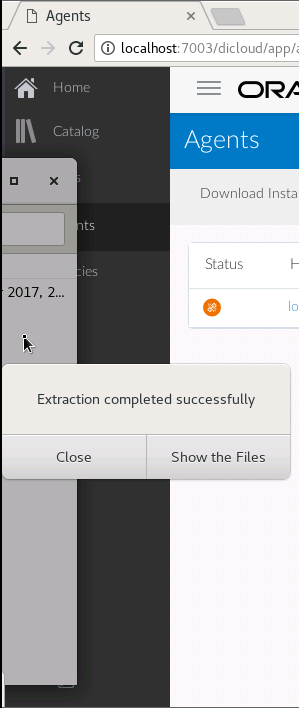 Agents
localhost:7003/dicloud/app/a
Home
ORA
Catalog
Agents
s
Download Insta
nts
cies
Status
H
r 2017, 2...
lo
Extraction completed successfully
Close
Show the Files